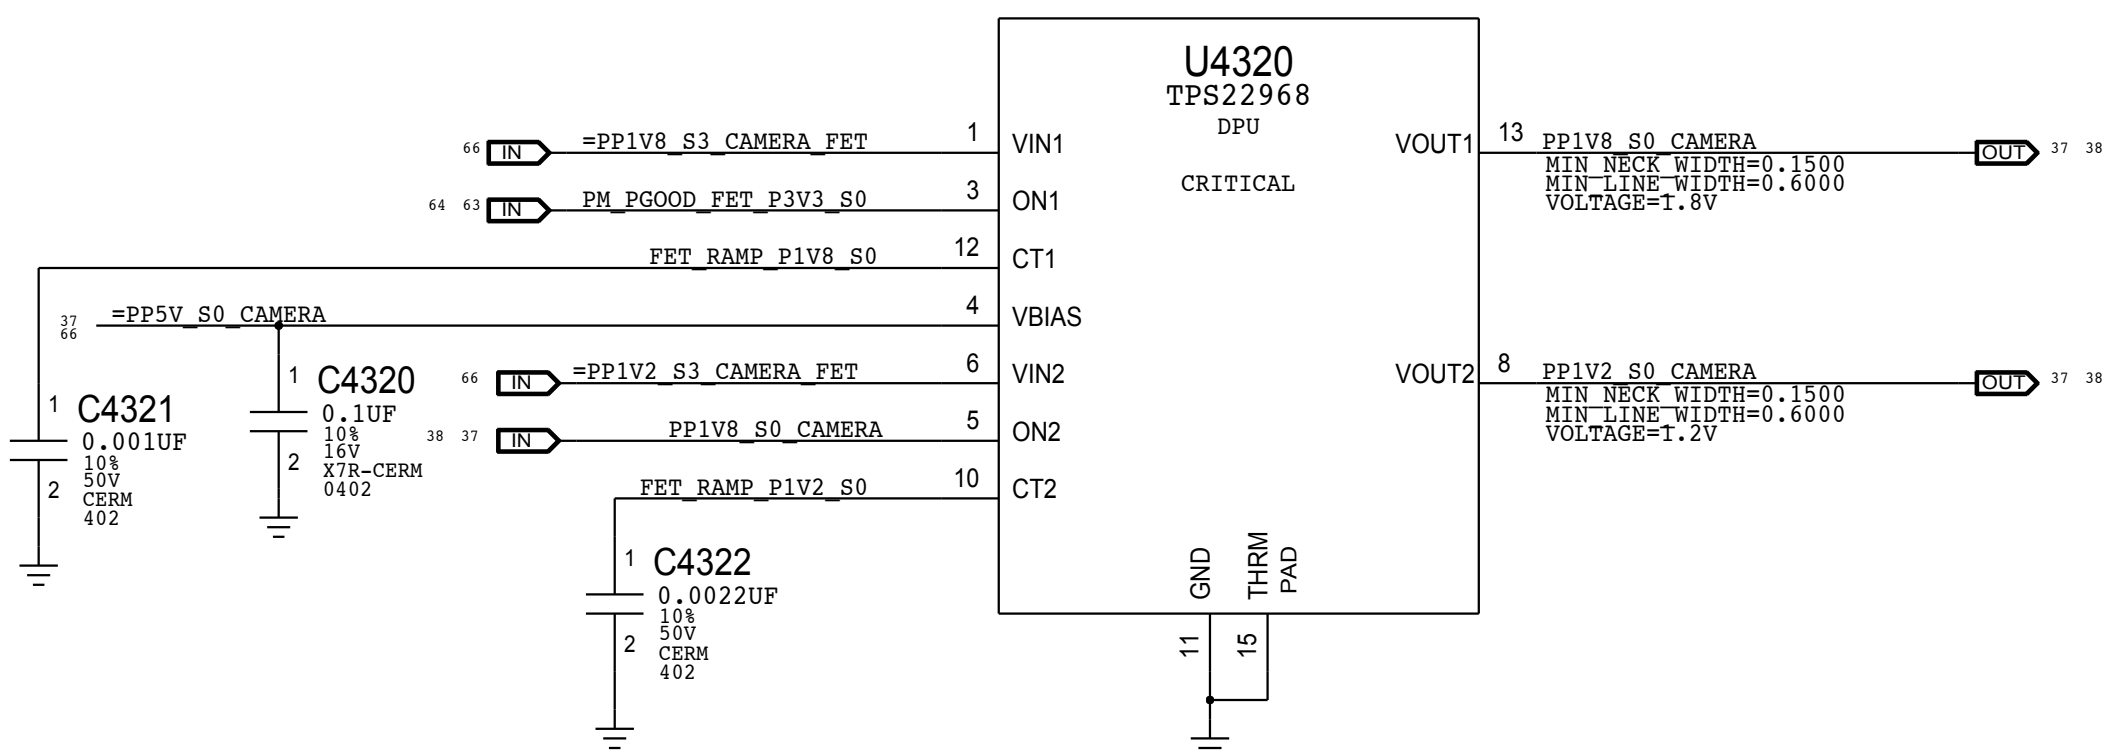 U4320
TPS22968
DPU
CRITICAL
66 IN =PP1V8_S3_CAMERA_FET 1 VIN1
64 63 IN PM_PGOOD_FET_P3V3_S0 3 ON1
FET_RAMP_P1V8_S0 12 CT1
37
66
=PP5V_S0_CAMERA 4 VBIAS
66 IN =PP1V2_S3_CAMERA_FET 6 VIN2
38 37 IN PP1V8_S0_CAMERA 5 ON2
FET_RAMP_P1V2_S0 10 CT2
VOUT1 13 PP1V8_S0_CAMERA OUT 37 38
MIN_NECK_WIDTH=0.1500
MIN_LINE_WIDTH=0.6000
VOLTAGE=1.8V
VOUT2 8 PP1V2_S0_CAMERA OUT 37 38
MIN_NECK_WIDTH=0.1500
MIN_LINE_WIDTH=0.6000
VOLTAGE=1.2V
1
C4321
0.001UF
10%
50V
2
CERM
402
1
C4320
0.1UF
10%
16V
2
X7R-CERM
0402
1
C4322
0.0022UF
10%
50V
2
CERM
402
GND
THRM
PAD
11
15